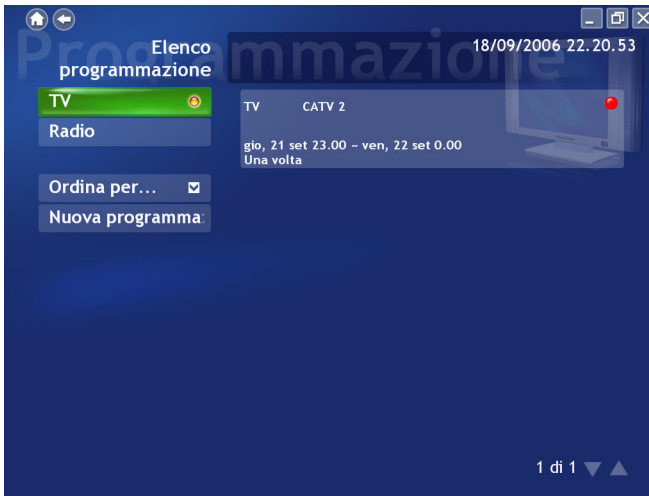 Programmazione
18/09/2006 22.20.53
Elenco
programmazione
TV
Radio
Ordina per...
Nuova programma
TV CATV 2
gio, 21 set 23.00 ~ ven, 22 set 0.00
Una volta
1 di 1